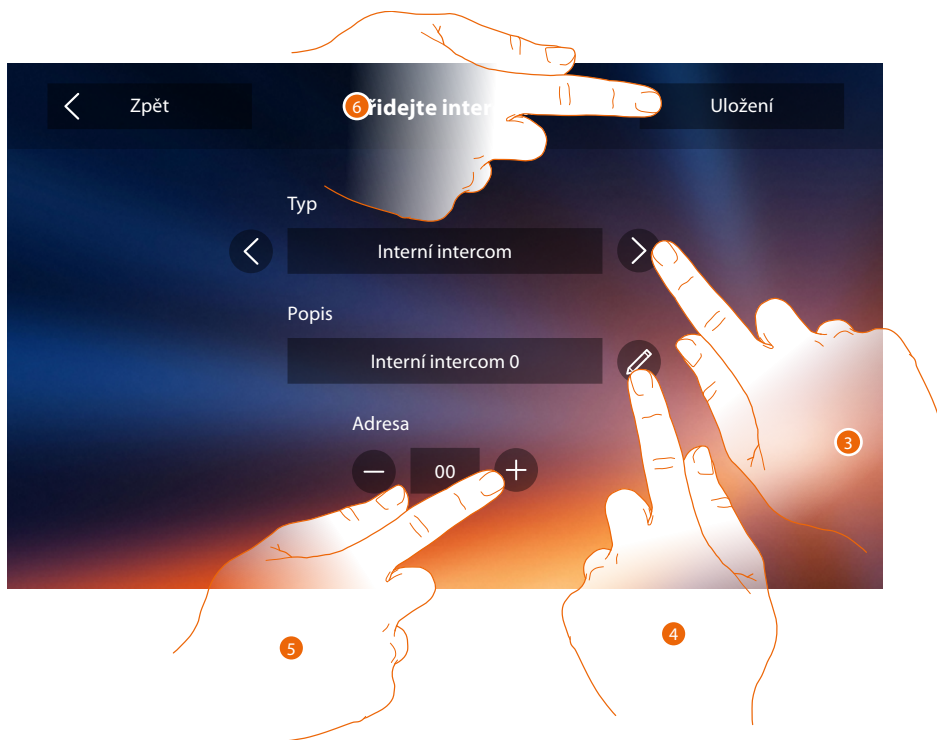 Zpět
6
řidejte inter
Uložení
Typ
Interní intercom
Popis
Interní intercom 0
Adresa
00
3
4
5